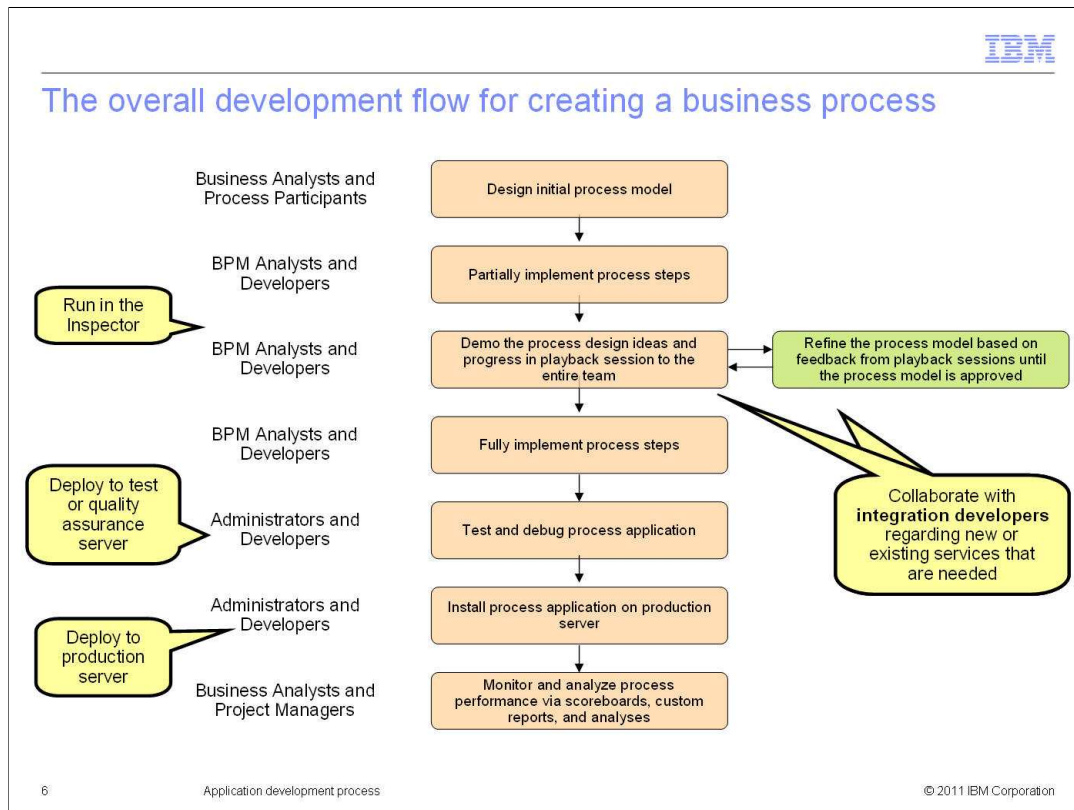 IBM
The overall development flow for creating a business process
Business Analysts and
Process Participants
Design initial process model
BPM Analysts and
Developers
Partially implement process steps
Run in the
Inspector
BPM Analysts and
Developers
Demo the process design ideas and
progress in playback session to the
entire team
Refine the process model based on
feedback from playback sessions until
the process model is approved
BPM Analysts and
Developers
Fully implement process steps
Deploy to test
or quality
assurance
server
Administrators and
Developers
Test and debug process application
Collaborate with
integration developers
regarding new or
existing services that
are needed
Administrators and
Developers
Install process application on production
server
Deploy to
production
server
Business Analysts and
Project Managers
Monitor and analyze process
performance via scoreboards, custom
reports, and analyses
6
Application development process
© 2011 IBM Corporation